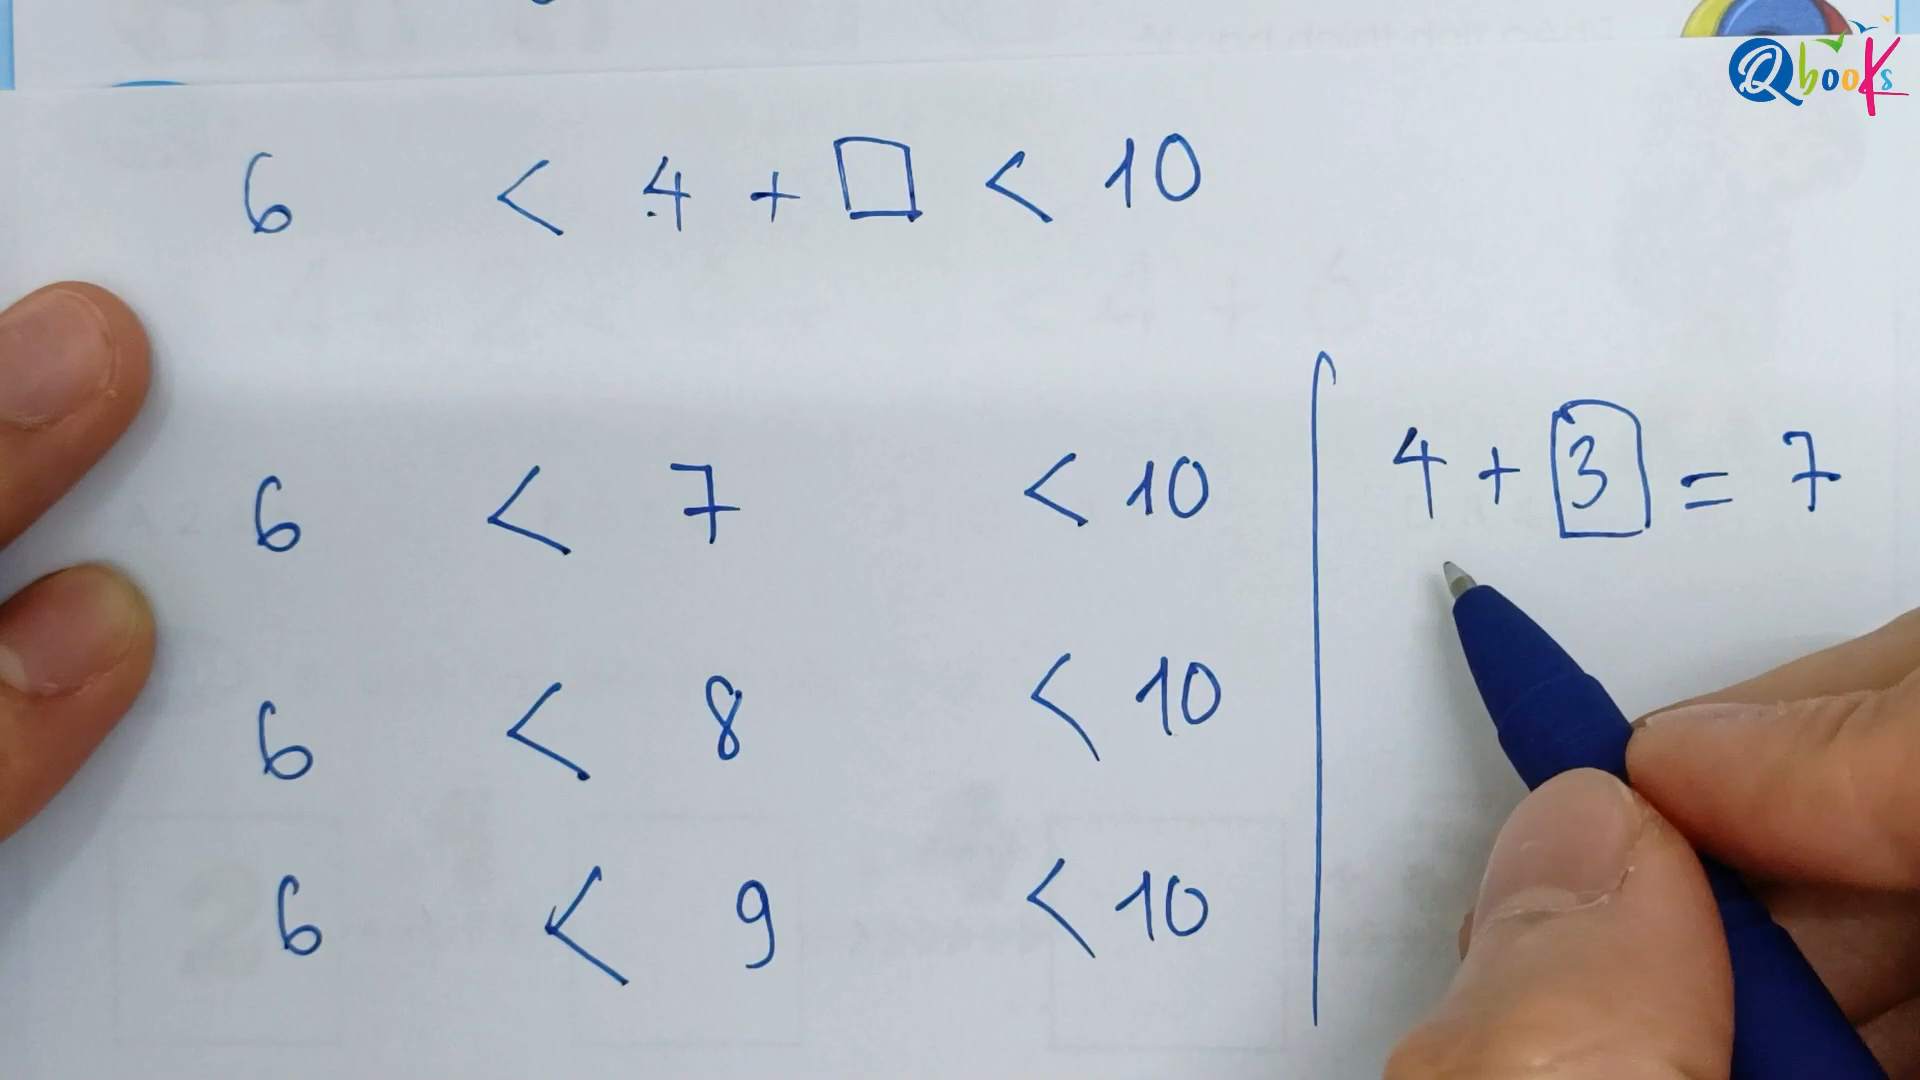 Qbooks
6 < 4 + □ < 10
6 < 7 < 10
4 + 3 = 7
6 < 8 < 10
6 < 9 < 10